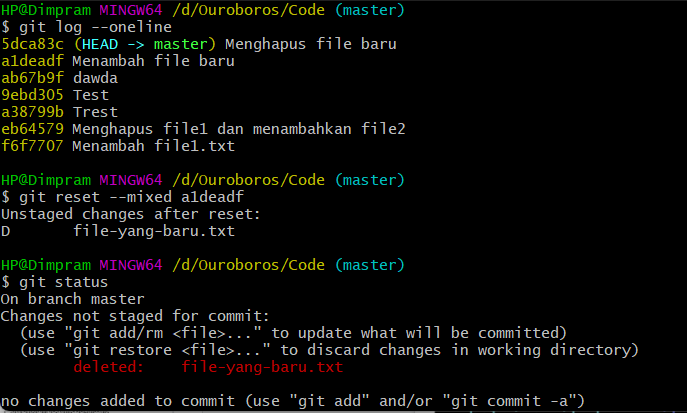 HP@Dimpram MINGW64 /d/Ouroboros/Code (master)
$ git log --oneline
5dca83c (HEAD -> master) Menghapus file baru
a1deadf Menambah file baru
ab67b9f dawda
9ebd305 Test
a38799b Trest
eb64579 Menghapus file1 dan menambahkan file2
f6f7707 Menambah file1.txt

HP@Dimpram MINGW64 /d/Ouroboros/Code (master)
$ git reset --mixed a1deadf
Unstaged changes after reset:
D       file-yang-baru.txt

HP@Dimpram MINGW64 /d/Ouroboros/Code (master)
$ git status
On branch master
Changes not staged for commit:
  (use "git add/rm <file>..." to update what will be committed)
  (use "git restore <file>..." to discard changes in working directory)
        deleted:    file-yang-baru.txt

no changes added to commit (use "git add" and/or "git commit -a")